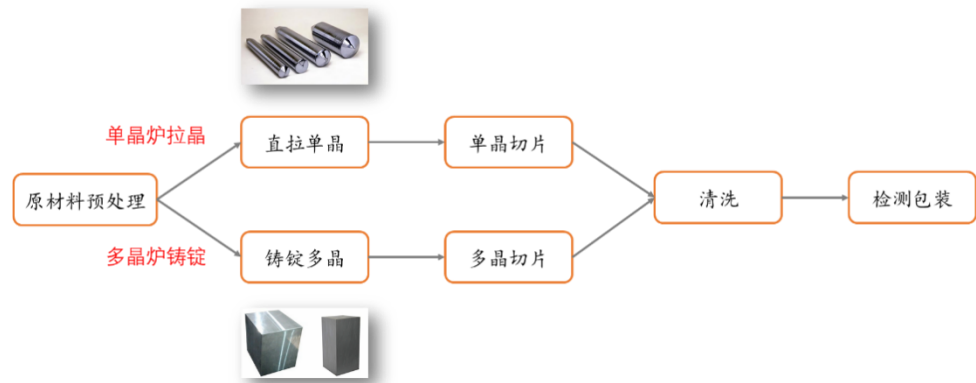 单晶炉拉晶
直拉单晶
单晶切片
原材料预处理
清洗
检测包装
多晶炉铸锭
铸锭多晶
多晶切片